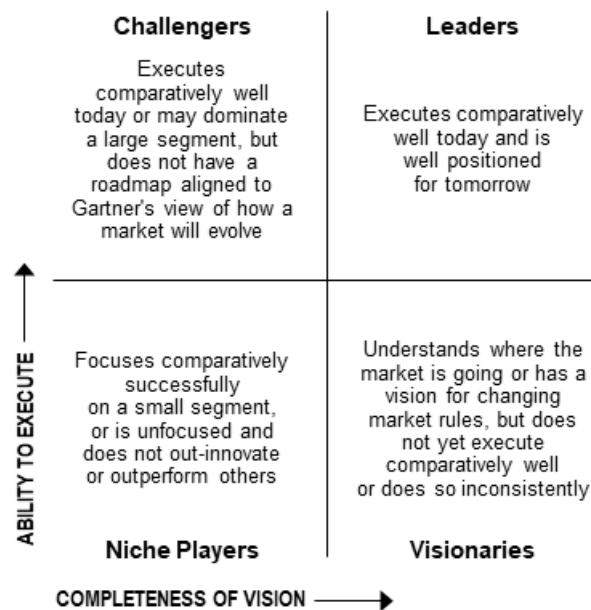 Challengers
Executes
comparatively well
today or may dominate
a large segment, but
does not have a
roadmap aligned to
Gartner's view of how a
market will evolve
Leaders
Executes comparatively
well today and is
well positioned
for tomorrow
ABILITY TO EXECUTE
Focuses comparatively
successfully
on a small segment,
or is unfocused and
does not out-innovate
or outperform others
Niche Players
Understands where the
market is going or has a
vision for changing
market rules, but does
not yet execute
comparatively well
or does so inconsistently
Visionaries
COMPLETENESS OF VISION